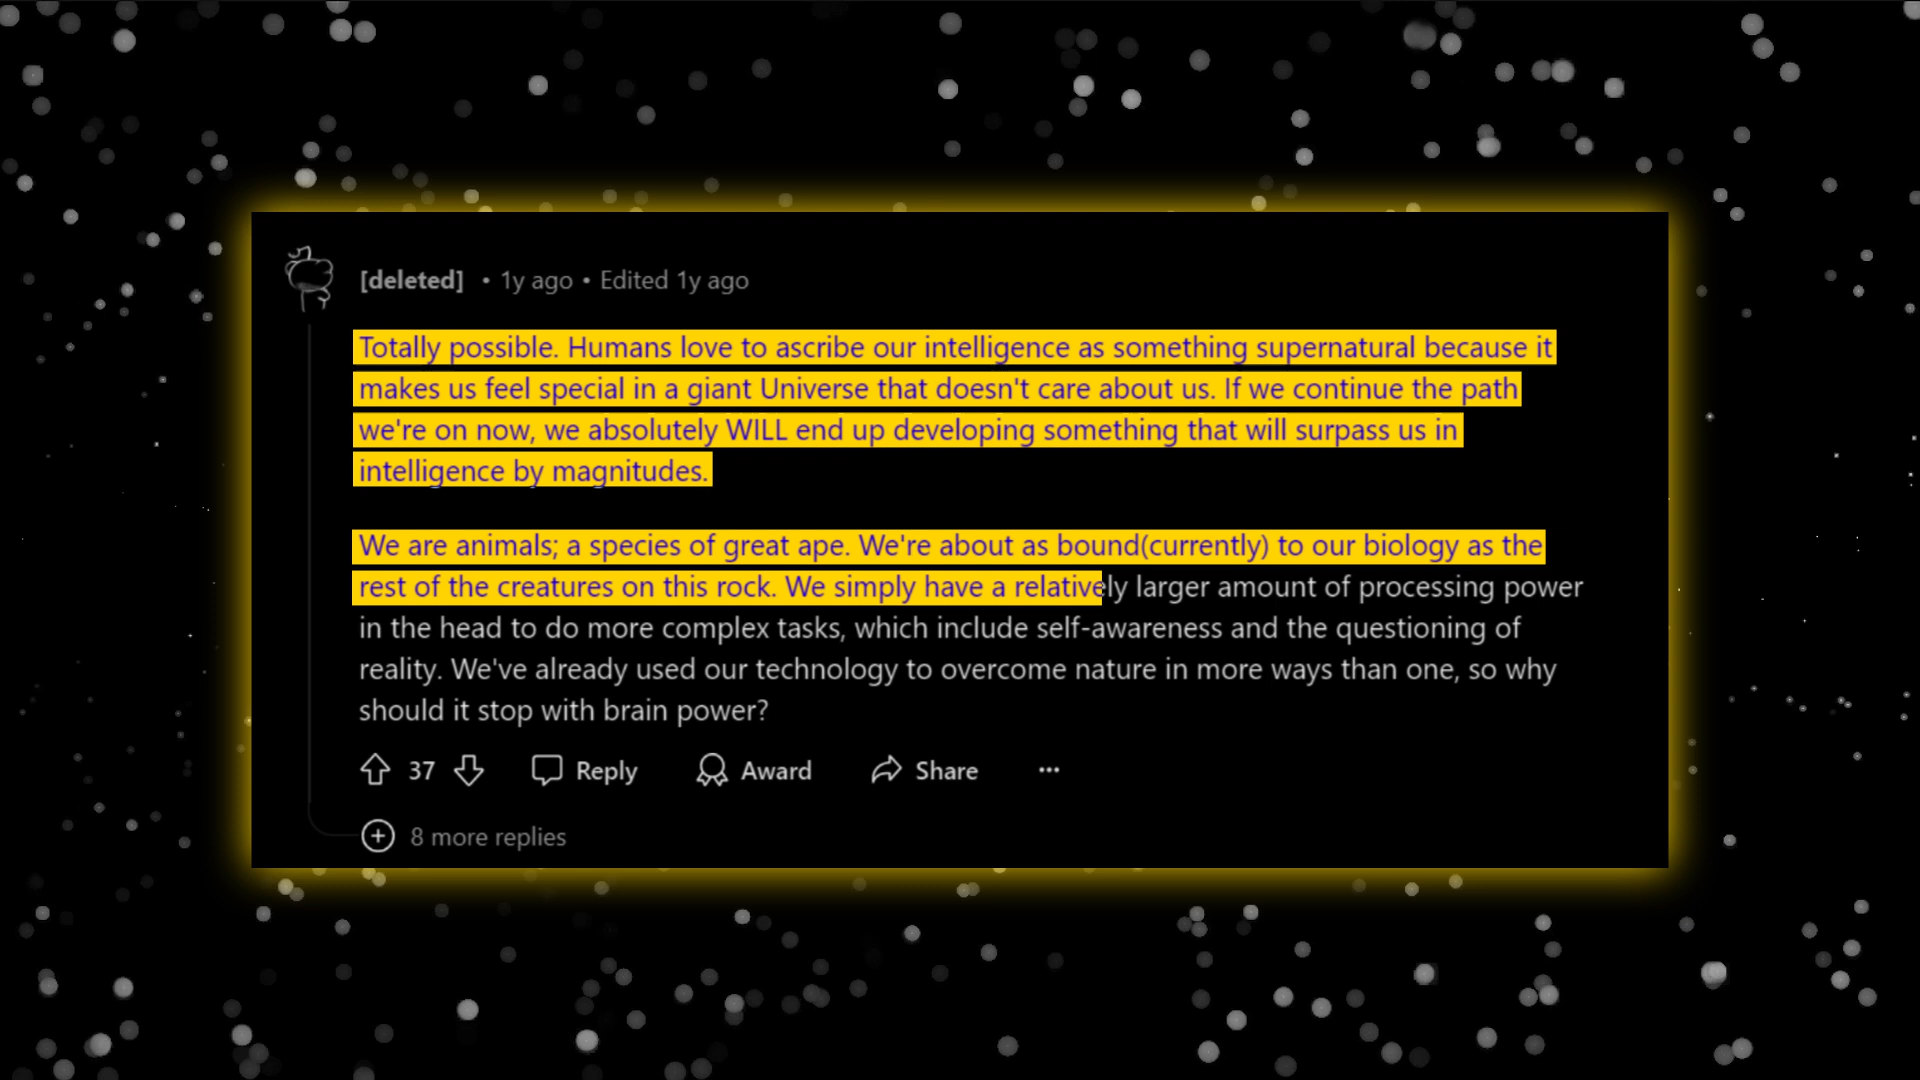 [deleted] • 1y ago • Edited 1y ago
Totally possible. Humans love to ascribe our intelligence as something supernatural because it
makes us feel special in a giant Universe that doesn't care about us. If we continue the path
we're on now, we absolutely WILL end up developing something that will surpass us in
intelligence by magnitudes.
We are animals; a species of great ape. We're about as bound(currently) to our biology as the
rest of the creatures on this rock. We simply have a relatively larger amount of processing power
in the head to do more complex tasks, which include self-awareness and the questioning of
reality. We've already used our technology to overcome nature in more ways than one, so why
should it stop with brain power?
37 Reply Award Share
8 more replies